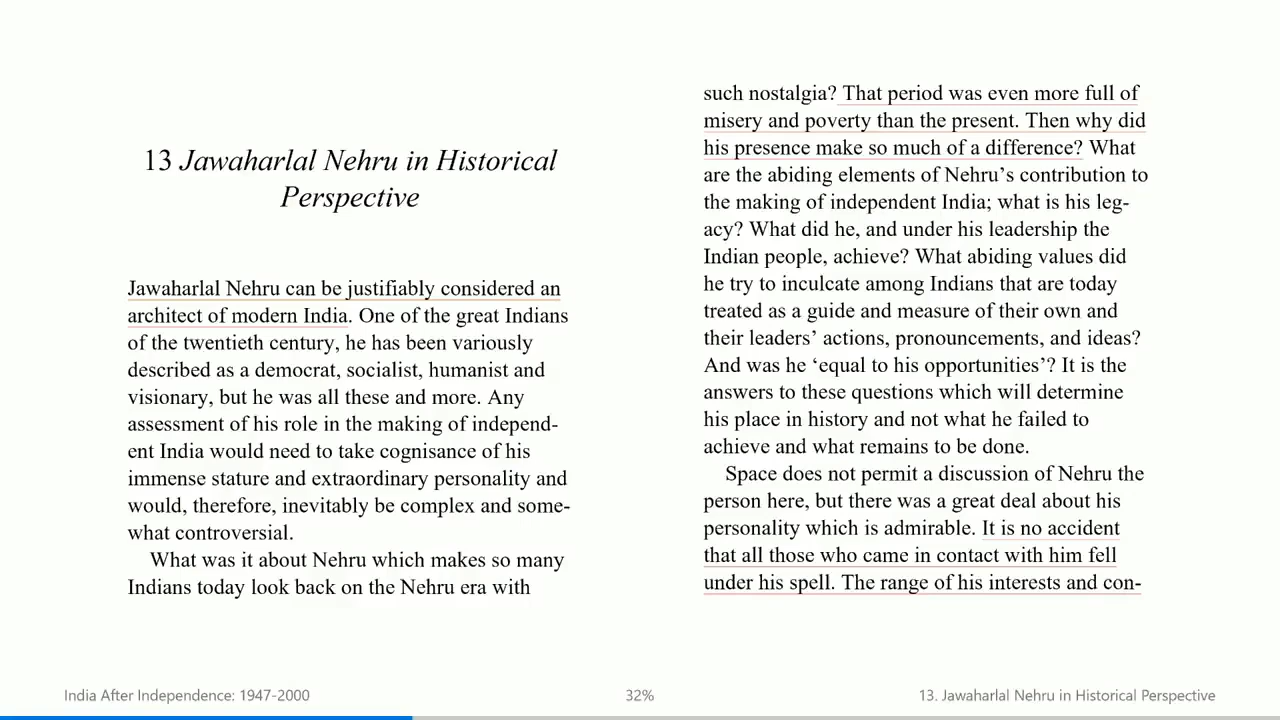 13 Jawaharlal Nehru in Historical
Perspective
Jawaharlal Nehru can be justifiably considered an
architect of modern India. One of the great Indians
of the twentieth century, he has been variously
described as a democrat, socialist, humanist and
visionary, but he was all these and more. Any
assessment of his role in the making of independ-
ent India would need to take cognisance of his
immense stature and extraordinary personality and
would, therefore, inevitably be complex and some-
what controversial.
What was it about Nehru which makes so many
Indians today look back on the Nehru era with
such nostalgia? That period was even more full of
misery and poverty than the present. Then why did
his presence make so much of a difference? What
are the abiding elements of Nehru’s contribution to
the making of independent India; what is his leg-
acy? What did he, and under his leadership the
Indian people, achieve? What abiding values did
he try to inculcate among Indians that are today
treated as a guide and measure of their own and
their leaders’ actions, pronouncements, and ideas?
And was he ‘equal to his opportunities’? It is the
answers to these questions which will determine
his place in history and not what he failed to
achieve and what remains to be done.
Space does not permit a discussion of Nehru the
person here, but there was a great deal about his
personality which is admirable. It is no accident
that all those who came in contact with him fell
under his spell. The range of his interests and con-
India After Independence: 1947-2000
32%
13. Jawaharlal Nehru in Historical Perspective